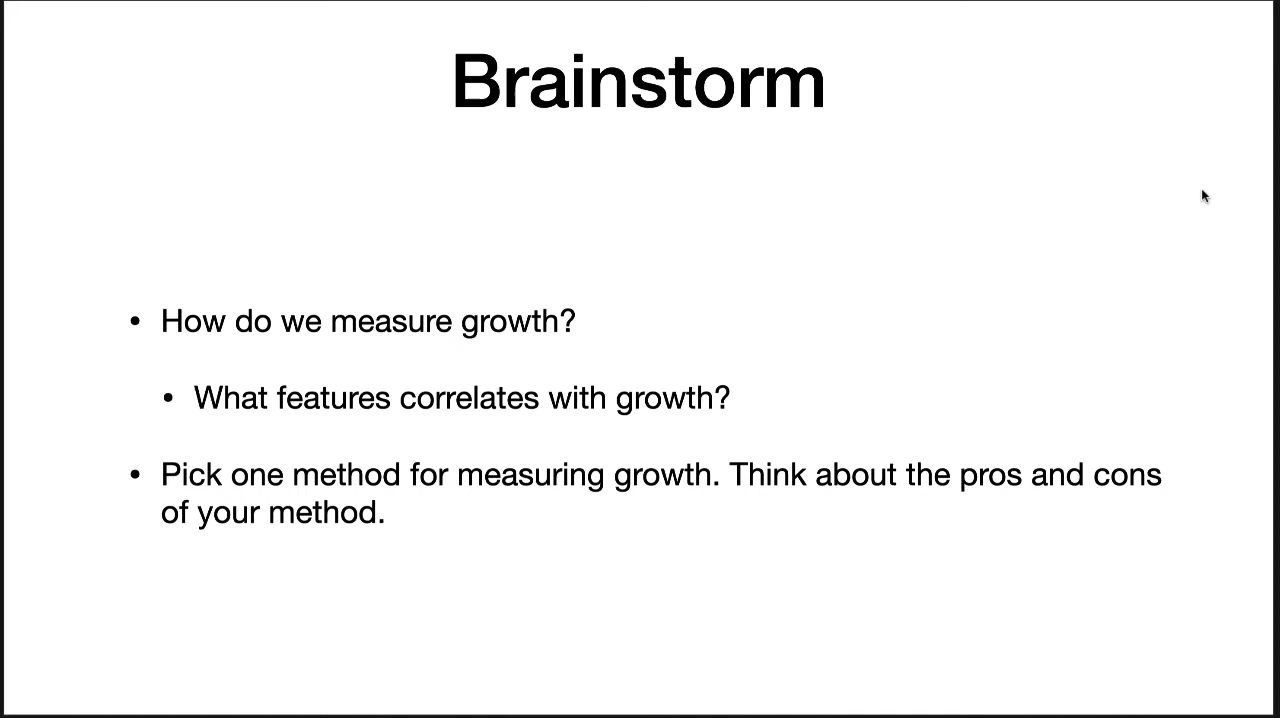 Brainstorm
• How do we measure growth?
• What features correlates with growth?
• Pick one method for measuring growth. Think about the pros and cons
of your method.